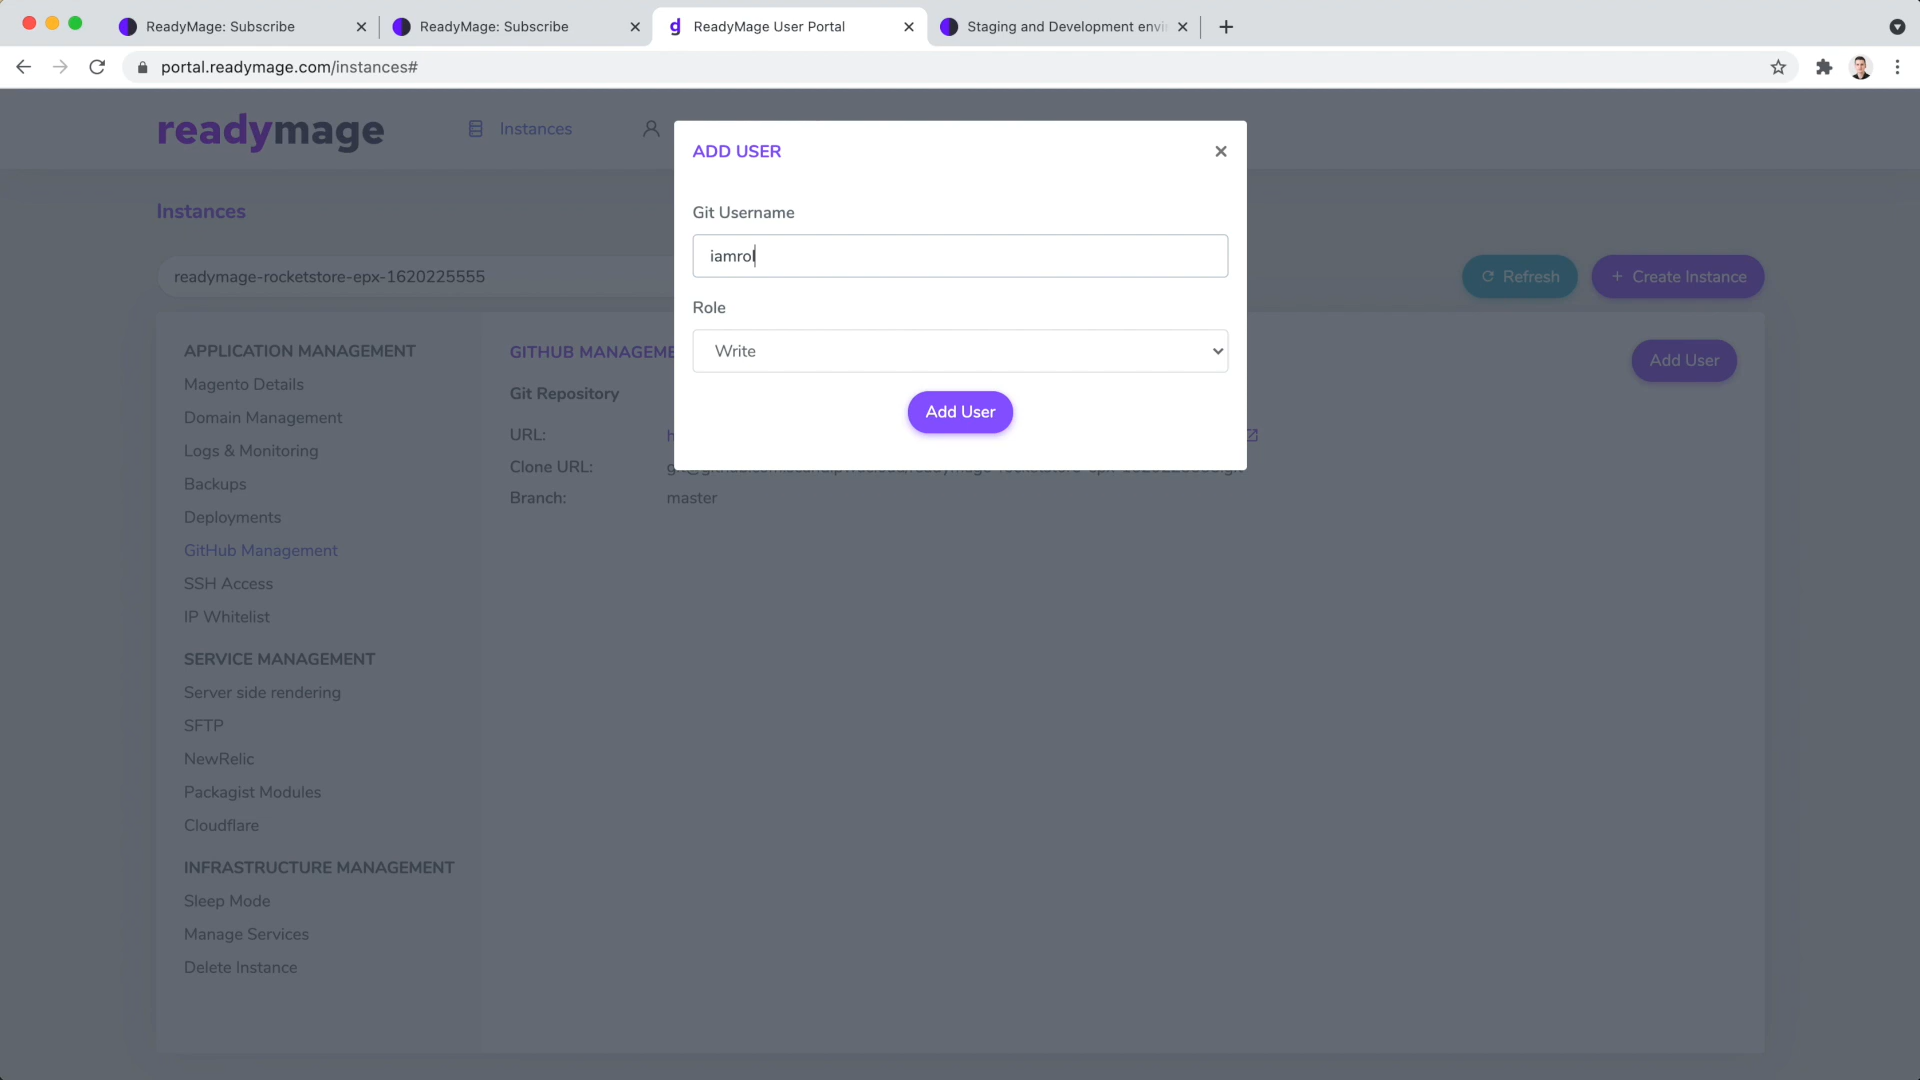 ReadyMage: Subscribe
ReadyMage: Subscribe
ReadyMage User Portal
Staging and Development envi
portal.readymage.com/instances#
readymage
Instances
ADD USER
Git Username
iamrol
Role
Write
Add User
Instances
readymage-rocketstore-epx-1620225555
Refresh
+ Create Instance
APPLICATION MANAGEMENT
Magento Details
Domain Management
Logs & Monitoring
Backups
Deployments
GitHub Management
SSH Access
IP Whitelist
SERVICE MANAGEMENT
Server side rendering
SFTP
NewRelic
Packagist Modules
Cloudflare
INFRASTRUCTURE MANAGEMENT
Sleep Mode
Manage Services
Delete Instance
GITHUB MANAGEME
Add User
Git Repository
URL:
Clone URL:
Branch: master